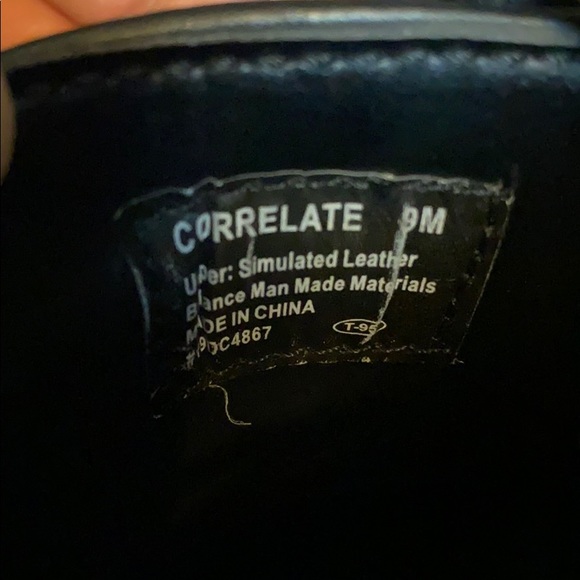 CORRELATE 9M
Upper: Simulated Leather
Balance Man Made Materials
MADE IN CHINA
T-95